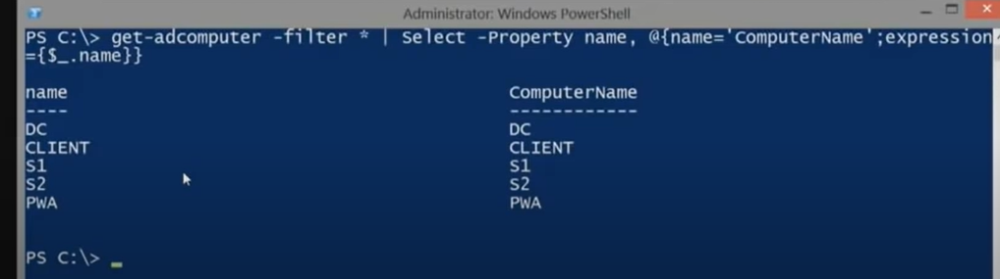 Administrator: Windows PowerShell
PS C:\> get-adcomputer -filter * | Select -Property name, @{name='ComputerName';expression
={$_.name}}
name ComputerName
---- ------------
DC DC
CLIENT CLIENT
S1 S1
S2 S2
PWA PWA
PS C:\> _